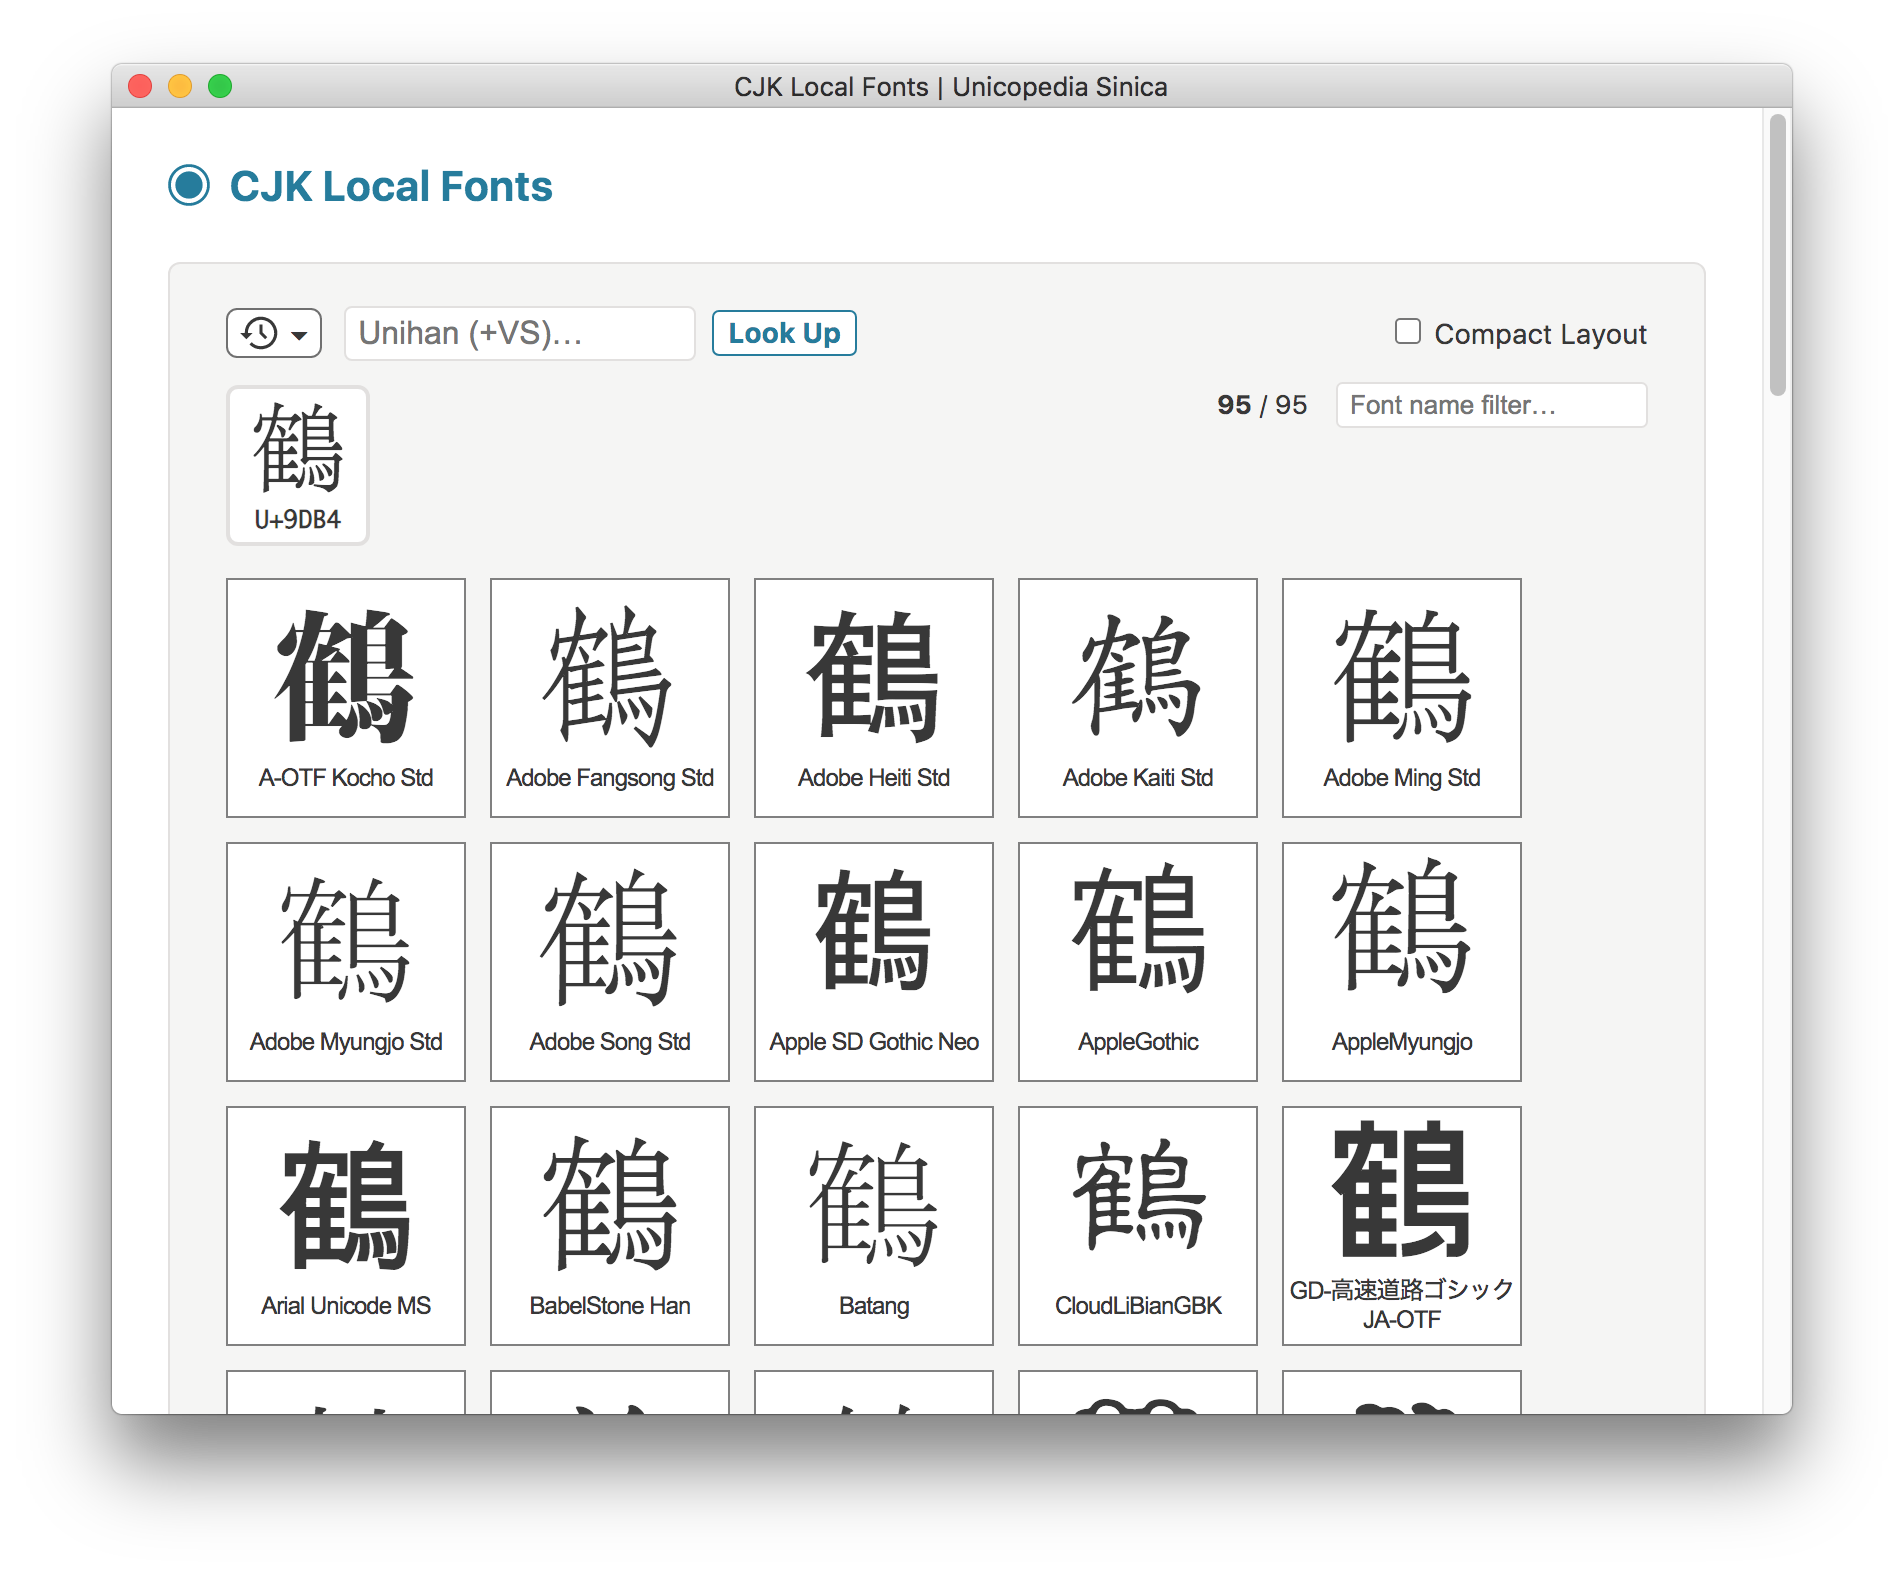 CJK Local Fonts | Unicopedia Sinica
CJK Local Fonts
Unihan (+VS)…
Look Up
Compact Layout
鶴
U+9DB4
95 / 95
Font name filter…
鶴 鶴 鶴 鶴 鶴
A-OTF Kocho Std Adobe Fangsong Std Adobe Heiti Std Adobe Kaiti Std Adobe Ming Std
鶴 鶴 鶴 鶴 鶴
Adobe Myungjo Std Adobe Song Std Apple SD Gothic Neo AppleGothic AppleMyungjo
鶴 鶴 鶴 鶴 鶴
Arial Unicode MS BabelStone Han Batang CloudLiBianGBK GD-高速道路ゴシック
JA-OTF